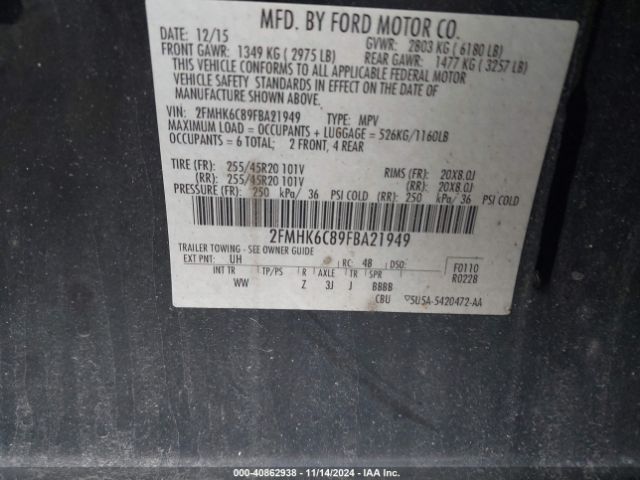 MFD. BY FORD MOTOR CO.
DATE: 12/15 GVWR: 2803 KG ( 6180 LB)
FRONT GAWR: 1349 KG ( 2975 LB) REAR GAWR: 1477 KG ( 3257 LB)
THIS VEHICLE CONFORMS TO ALL APPLICABLE FEDERAL MOTOR
VEHICLE SAFETY STANDARDS IN EFFECT ON THE DATE OF
MANUFACTURE SHOWN ABOVE.
VIN: 2FMHK6C89FBA21949 TYPE: MPV
MAXIMUM LOAD = OCCUPANTS + LUGGAGE = 526KG/1160LB
OCCUPANTS = 6 TOTAL; 2 FRONT, 4 REAR
TIRE (FR): 255/45R20 101V RIMS (FR): 20X8.0J
(RR): 255/45R20 101V (RR): 20X8.0J
PRESSURE (FR): 250 kPa/ 36 PSI COLD (RR): 250 kPa/ 36 PSI COLD
2FMHK6C89FBA21949
TRAILER TOWING - SEE OWNER GUIDE
EXT PNT: UH RC: 48 DSO: F0110
INT TR TP/PS R AXLE TR SPR R0228
WW Z 3J J BBBB
CBU 5U5A-5420472-AA
000-40862938 - 11/14/2024 - IAAI.COM